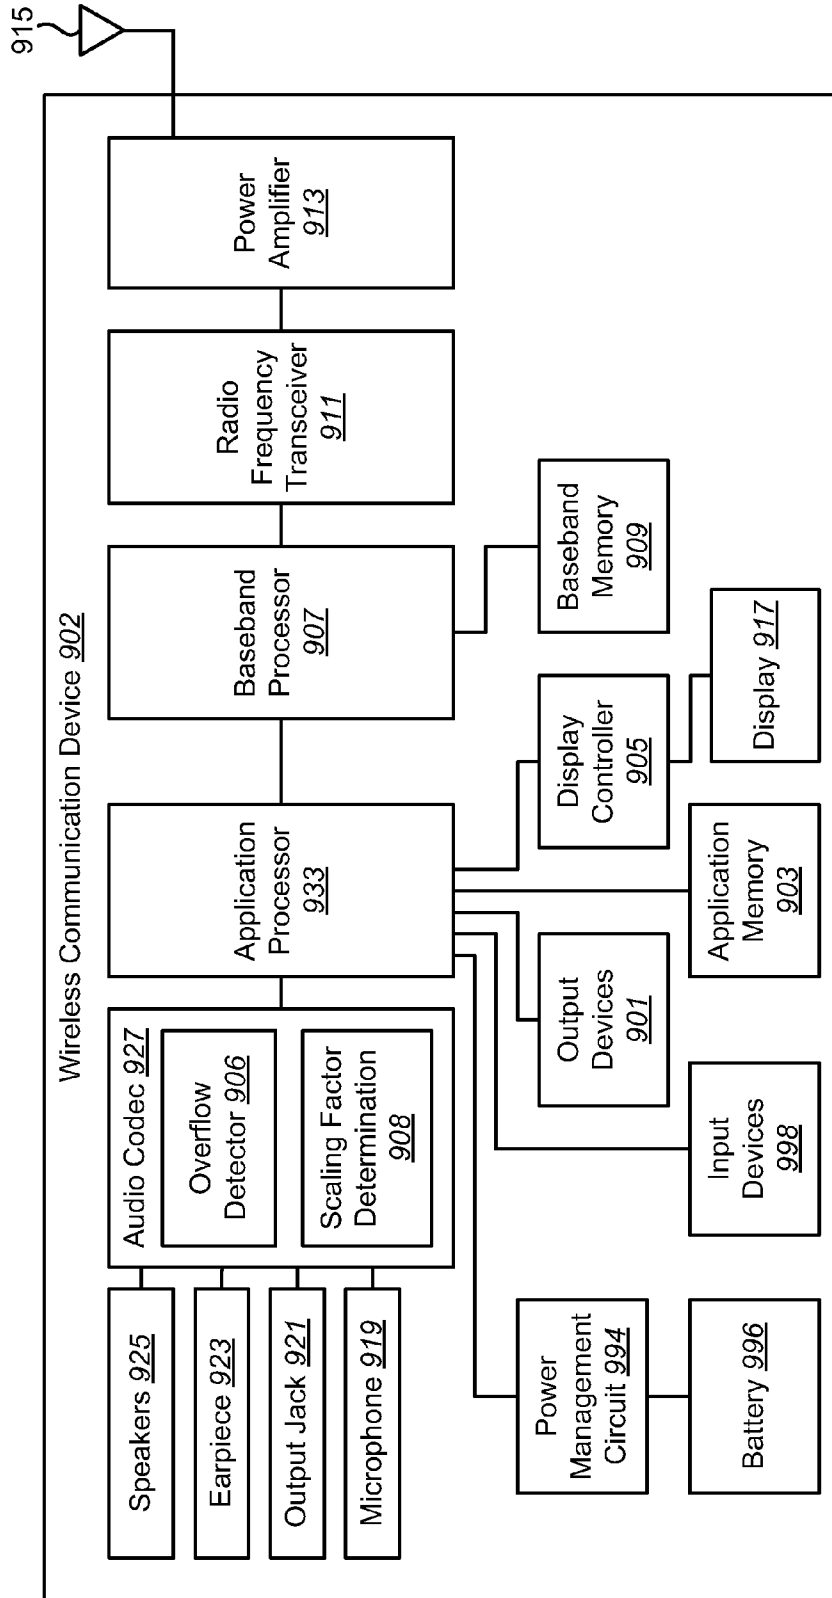 Wireless Communication Device 902
915
Speakers 925
Earpiece 923
Output Jack 921
Microphone 919
Audio Codec 927
Overflow
Detector 906
Scaling Factor
Determination
908
Application
Processor
933
Baseband
Processor
907
Radio
Frequency
Transceiver
911
Power
Amplifier
913
Power
Management
Circuit 994
Battery 996
Input
Devices
998
Output
Devices
901
Application
Memory
903
Display
Controller
905
Display 917
Baseband
Memory
909